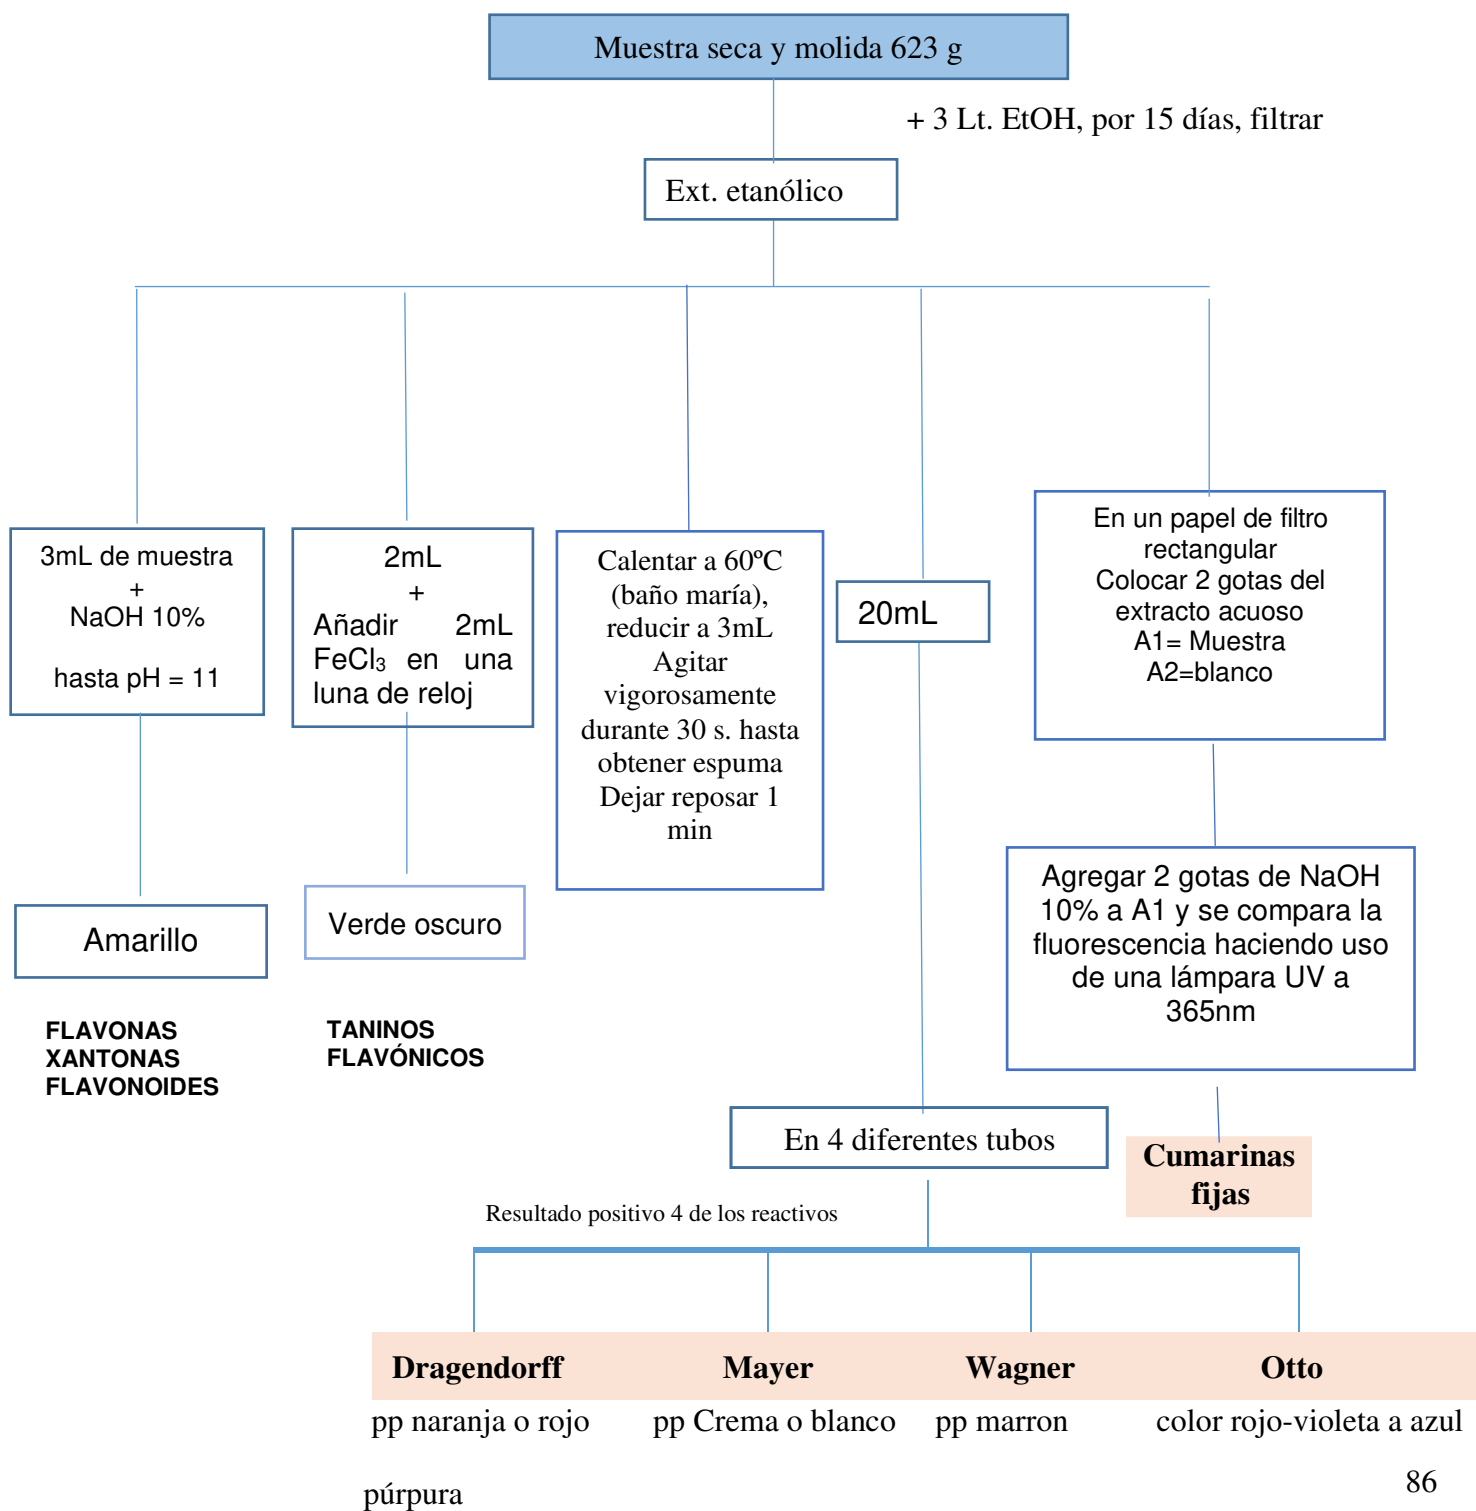 Muestra seca y molida 623 g
+ 3 Lt. EtOH, por 15 días, filtrar
Ext. etanólico
3mL de muestra
+
NaOH 10%
hasta pH = 11
Amarillo
FLAVONAS
XANTONAS
FLAVONOIDES
2mL
+
Añadir 2mL
FeCl₃ en una
luna de reloj
Verde oscuro
TANINOS
FLAVÓNICOS
Calentar a 60ºC
(baño maría),
reducir a 3mL
Agitar
vigorosamente
durante 30 s. hasta
obtener espuma
Dejar reposar 1
min
20mL
En un papel de filtro
rectangular
Colocar 2 gotas del
extracto acuoso
A1= Muestra
A2=blanco
Agregar 2 gotas de NaOH
10% a A1 y se compara la
fluorescencia haciendo uso
de una lámpara UV a
365nm
Cumarinas
fijas
En 4 diferentes tubos
Resultado positivo 4 de los reactivos
Dragendorff Mayer Wagner Otto
pp naranja o rojo pp Crema o blanco pp marron color rojo-violeta a azul
púrpura
86